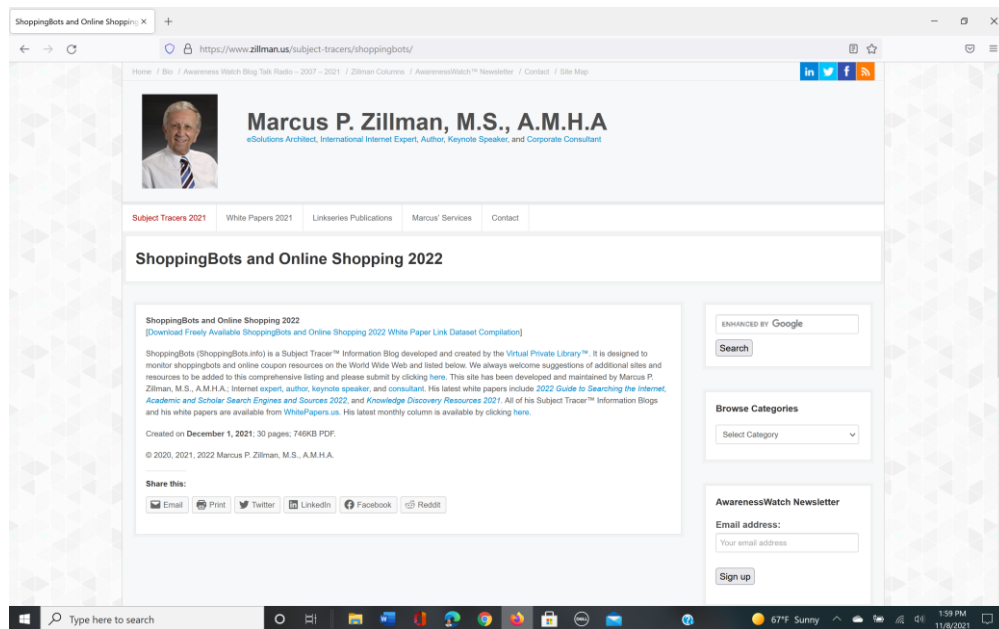 ShoppingBots and Online Shopping
https://www.zillman.us/subject-tracers/shoppingbots/
Home / Bio / Awareness Watch Blog Talk Radio – 2007 – 2021 / Zillman Columns / AwarenessWatch™ Newsletter / Contact / Site Map
in f
Marcus P. Zillman, M.S., A.M.H.A
eSolutions Architect, International Internet Expert, Author, Keynote Speaker, and Corporate Consultant
Subject Tracers 2021 White Papers 2021 Linkseries Publications Marcus' Services Contact
ShoppingBots and Online Shopping 2022
ShoppingBots and Online Shopping 2022
[Download Freely Available ShoppingBots and Online Shopping 2022 White Paper Link Dataset Compilation]
ShoppingBots (ShoppingBots.info) is a Subject Tracer™ Information Blog developed and created by the Virtual Private Library™. It is designed to
monitor shoppingbots and online coupon resources on the World Wide Web and listed below. We always welcome suggestions of additional sites and
resources to be added to this comprehensive listing and please submit by clicking here. This site has been developed and maintained by Marcus P.
Zillman, M.S., A.M.H.A.; Internet expert, author, keynote speaker, and consultant. His latest white papers include 2022 Guide to Searching the Internet,
Academic and Scholar Search Engines and Sources 2022, and Knowledge Discovery Resources 2021. All of his Subject Tracer™ Information Blogs
and his white papers are available from WhitePapers.us. His latest monthly column is available by clicking here.
Created on December 1, 2021; 30 pages; 746KB PDF.
© 2020, 2021, 2022 Marcus P. Zillman, M.S., A.M.H.A.
Share this:
Email Print Twitter LinkedIn Facebook Reddit
ENHANCED BY Google
Search
Browse Categories
Select Category
AwarenessWatch Newsletter
Email address:
Your email address
Sign up
Type here to search
DELL
67°F Sunny
1:59 PM
11/8/2021